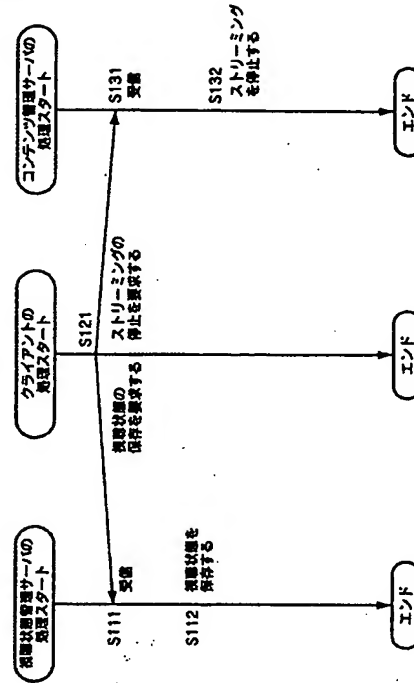 視聴状態管理サーバの
処理スタート
S111
受信
S112
視聴状態を
保存する
エンド
クライアントの
処理スタート
S121
視聴状態の
保存を要求する
ストリーミングの
停止を要求する
エンド
コンテンツ管理サーバの
処理スタート
S131
受信
S132
ストリーミング
を停止する
エンド